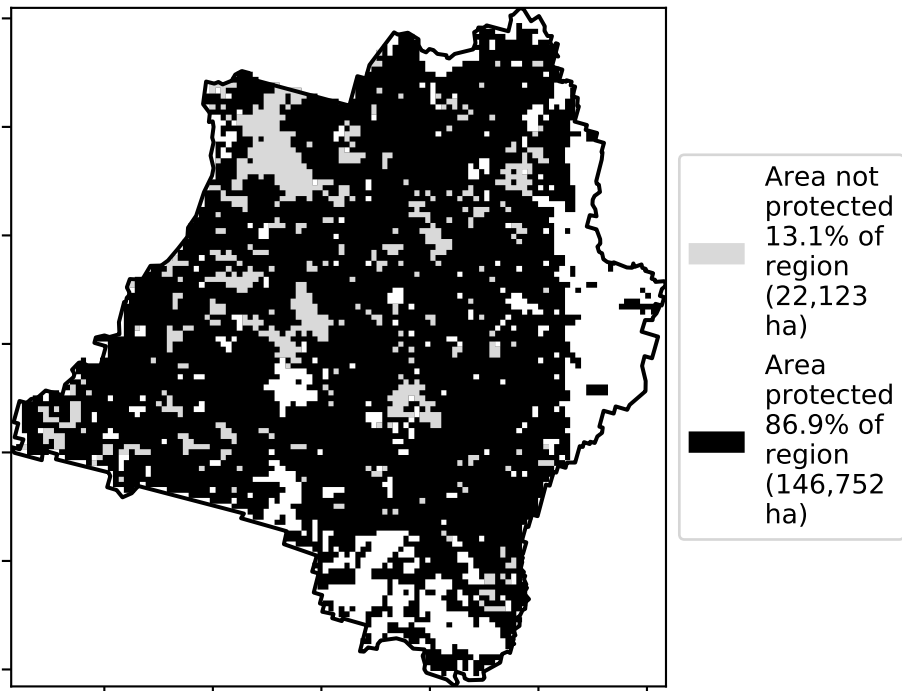 Area not
protected
13.1% of
region
(22,123
ha)
Area
protected
86.9% of
region
(146,752
ha)